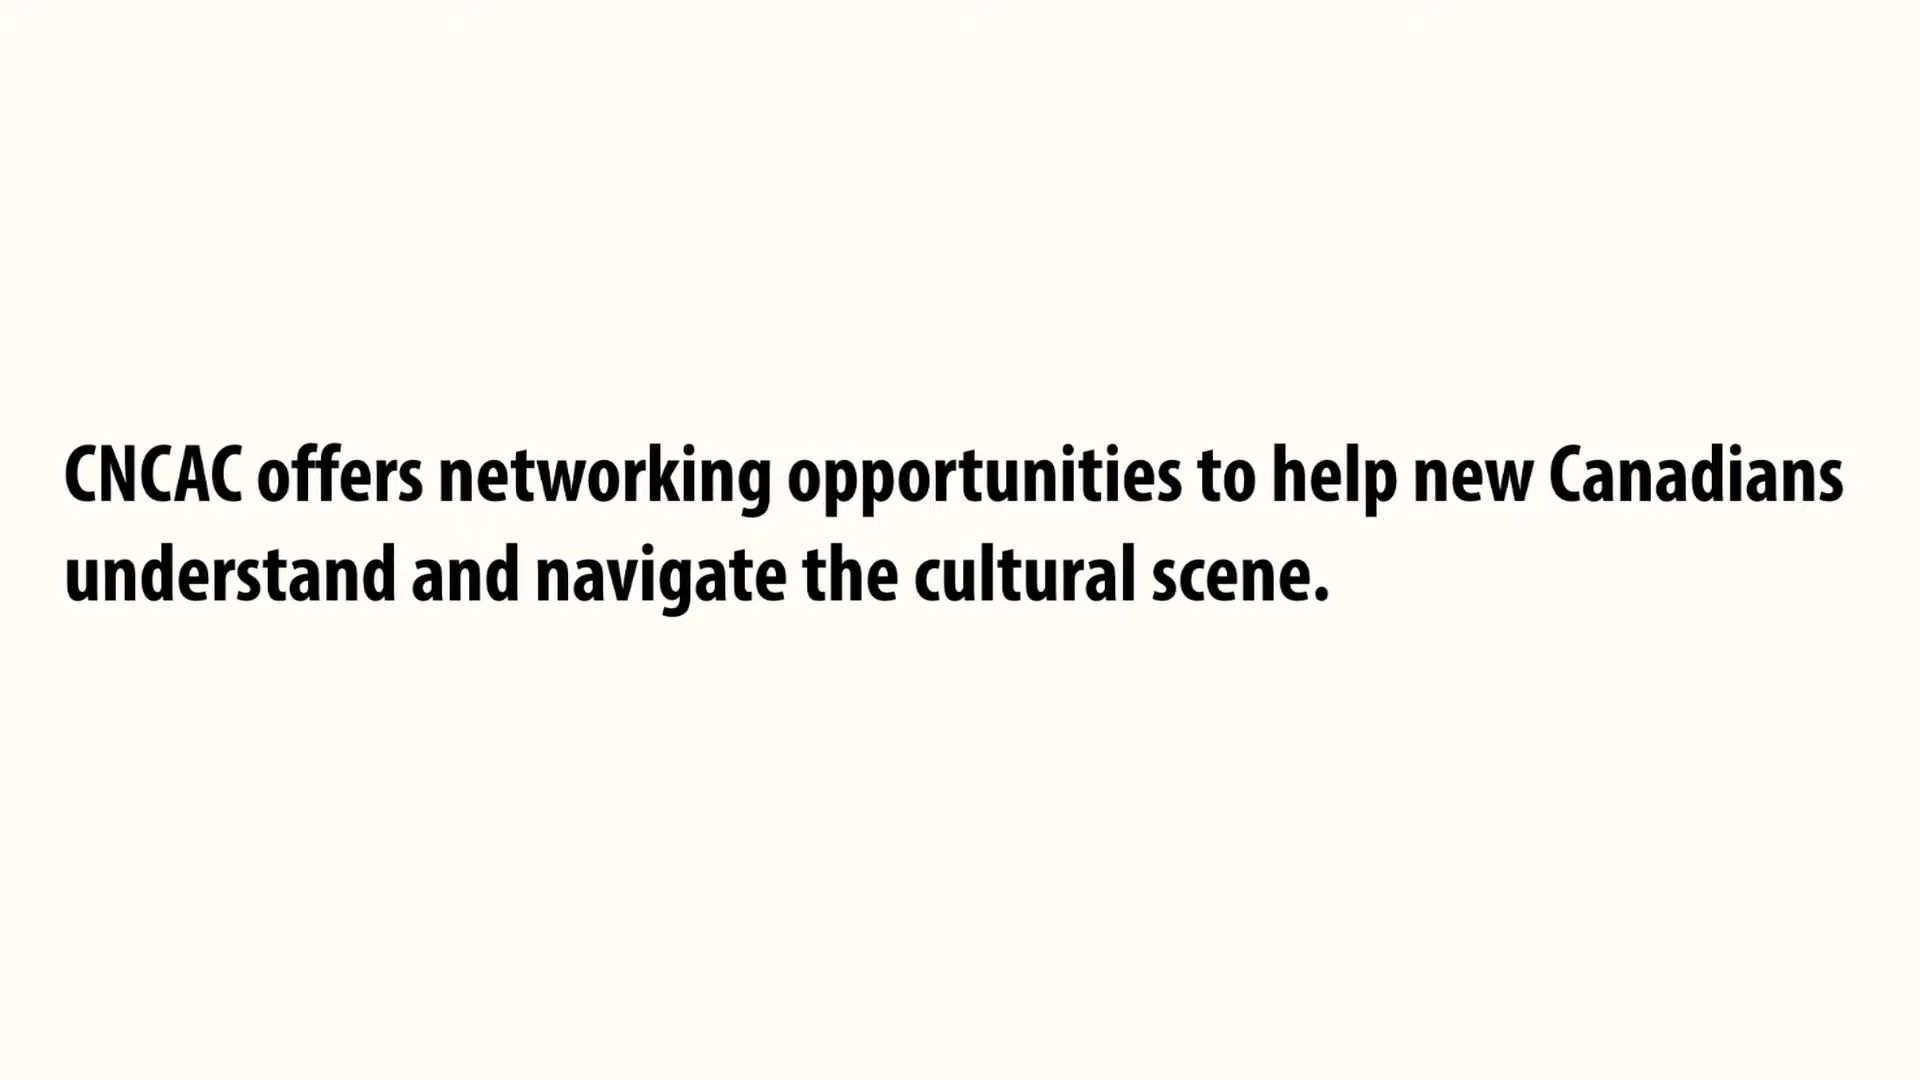 CNCAC offers networking opportunities to help new Canadians
understand and navigate the cultural scene.